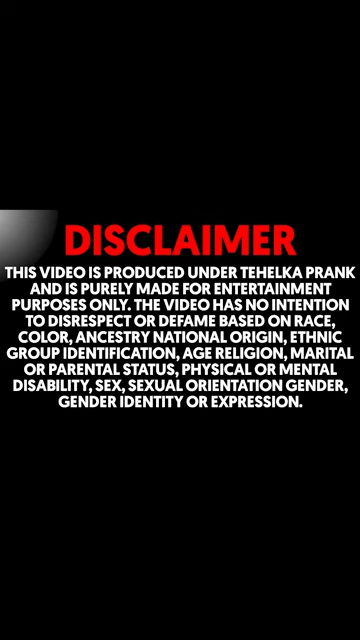 DISCLAIMER
THIS VIDEO IS PRODUCED UNDER TEHELKA PRANK
AND IS PURELY MADE FOR ENTERTAINMENT
PURPOSES ONLY. THE VIDEO HAS NO INTENTION
TO DISRESPECT OR DEFAME BASED ON RACE,
COLOR, ANCESTRY NATIONAL ORIGIN, ETHNIC
GROUP IDENTIFICATION, AGE RELIGION, MARITAL
OR PARENTAL STATUS, PHYSICAL OR MENTAL
DISABILITY, SEX, SEXUAL ORIENTATION GENDER,
GENDER IDENTITY OR EXPRESSION.